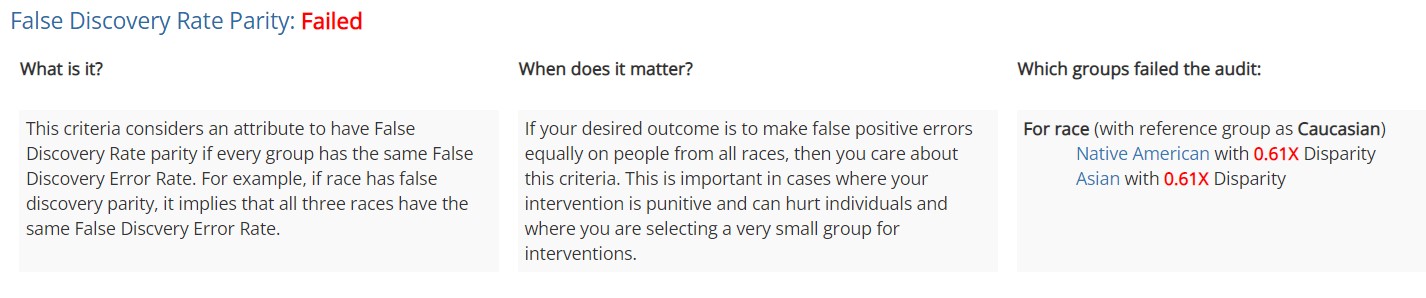 False Discovery Rate Parity: Failed
What is it?
When does it matter?
Which groups failed the audit:
This criteria considers an attribute to have False
Discovery Rate parity if every group has the same False
Discovery Error Rate. For example, if race has false
discovery parity, it implies that all three races have the
same False Discvery Error Rate.
If your desired outcome is to make false positive errors
equally on people from all races, then you care about
this criteria. This is important in cases where your
intervention is punitive and can hurt individuals and
where you are selecting a very small group for
interventions.
For race (with reference group as Caucasian)
Native American with 0.61X Disparity
Asian with 0.61X Disparity